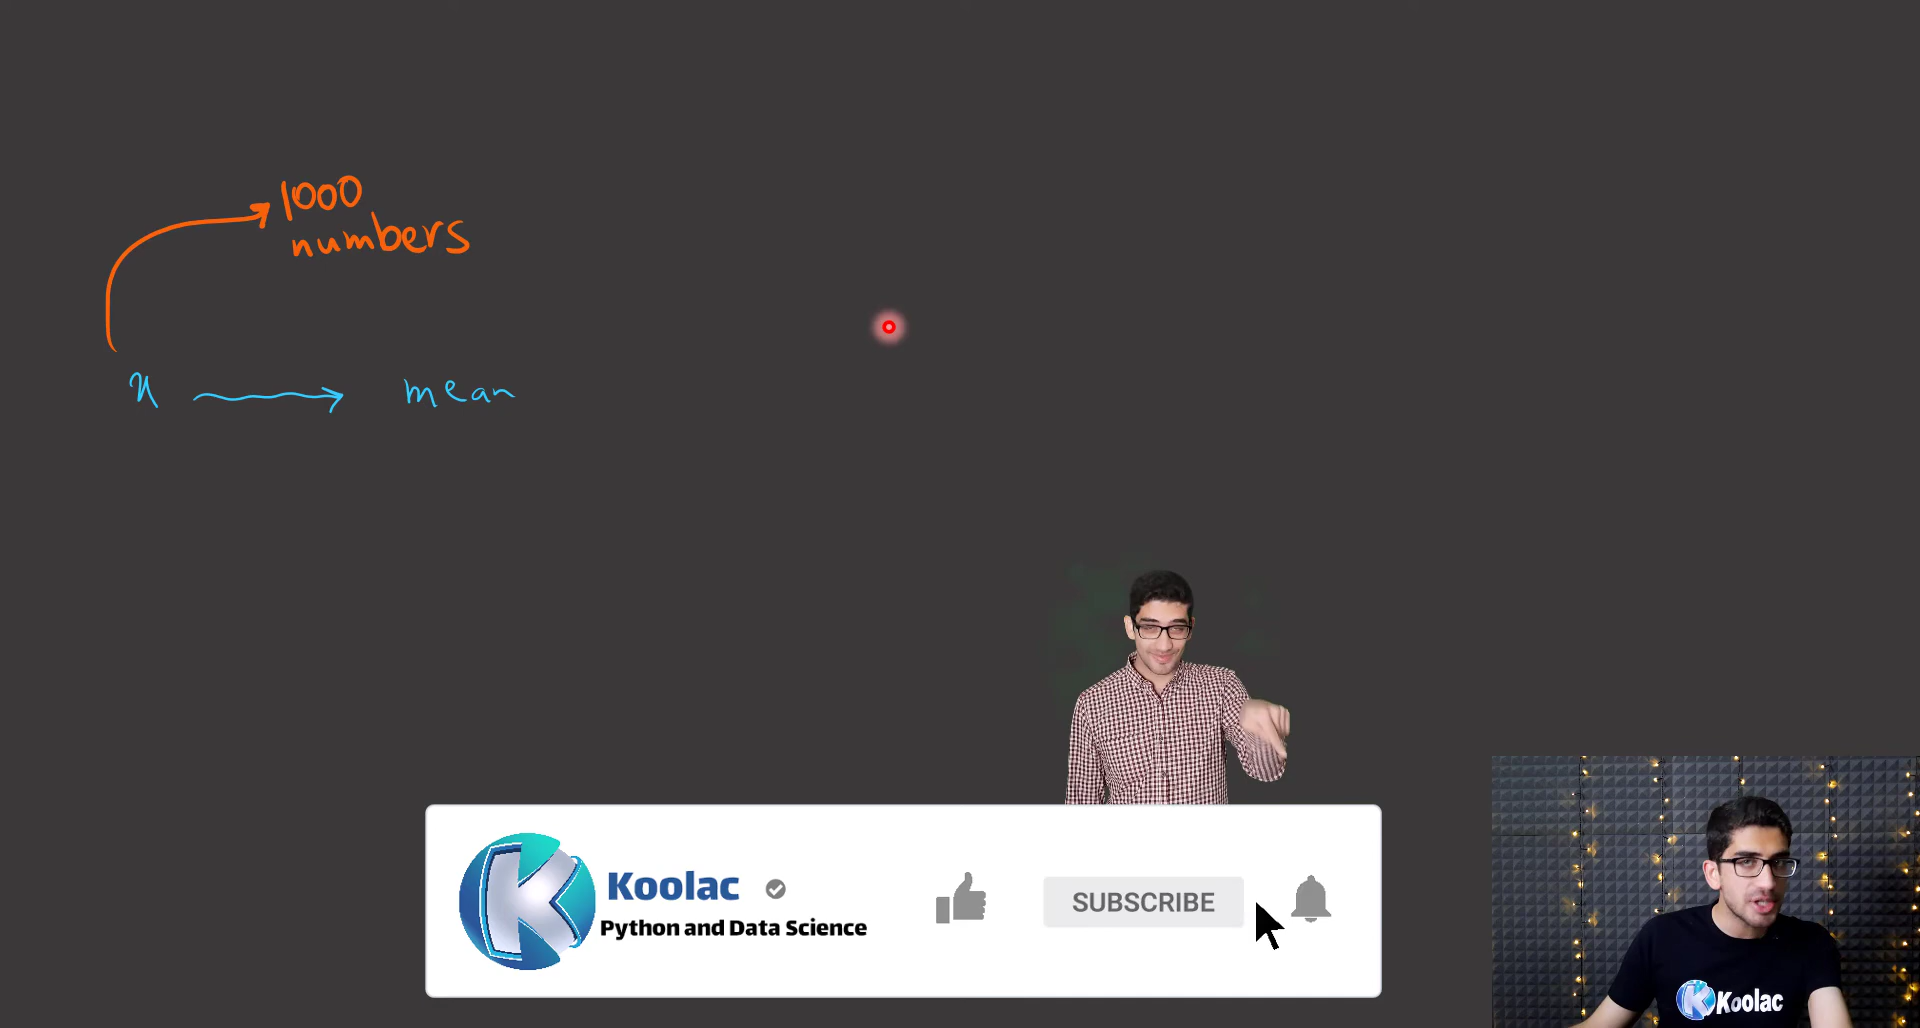 1000
numbers
x → mean
Koolac
Python and Data Science
SUBSCRIBE
Koolac